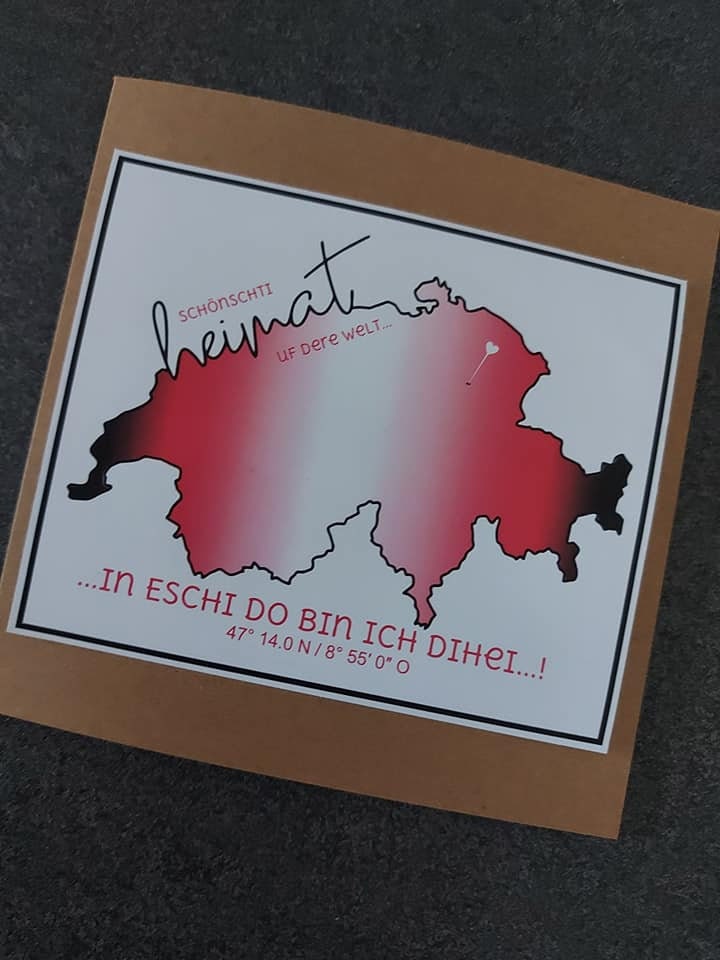 SCHÖNSCHTI
heimat
UF DERE WELT...
...IN ESCHI DO BIN ICH DIHEI...!
47° 14.0 N / 8° 55' 0" O